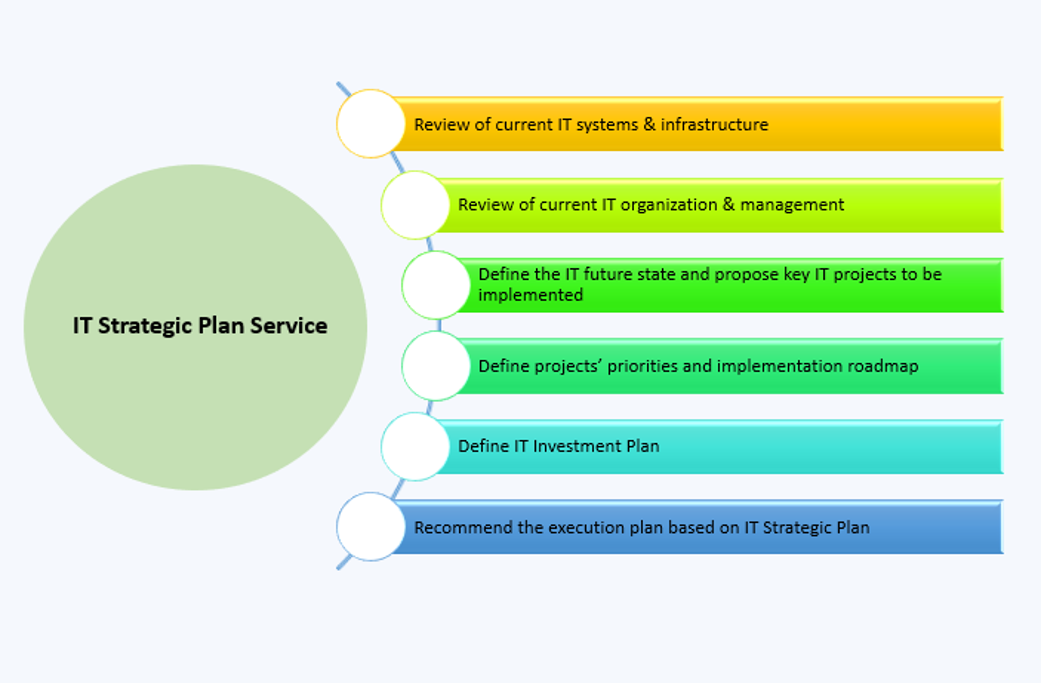 IT Strategic Plan Service
Review of current IT systems & infrastructure
Review of current IT organization & management
Define the IT future state and propose key IT projects to be
implemented
Define projects’ priorities and implementation roadmap
Define IT Investment Plan
Recommend the execution plan based on IT Strategic Plan